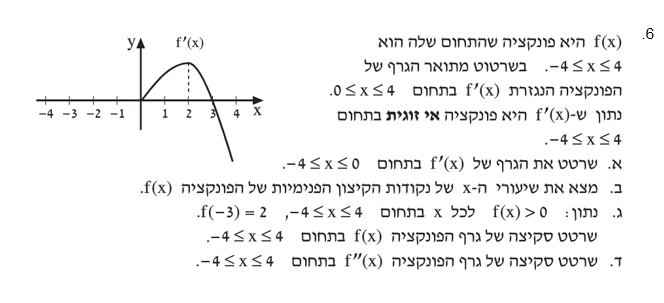 6.
f(x) היא פונקציה שהתחום שלה הוא
-4 ≤ x ≤ 4. בשרטוט מתואר הגרף של
הפונקציה הנגזרת f'(x) בתחום 0 ≤ x ≤ 4.
נתון ש-f'(x) היא פונקציה אי זוגית בתחום
-4 ≤ x ≤ 4.
א. שרטט את הגרף של f'(x) בתחום -4 ≤ x ≤ 0.
ב. מצא את שיעורי ה-x של נקודות הקיצון הפנימיות של הפונקציה f(x).
ג. נתון: f(x) > 0 לכל x בתחום -4 ≤ x ≤ 4, f(-3) = 2.
שרטט סקיצה של גרף הפונקציה f(x) בתחום -4 ≤ x ≤ 4.
ד. שרטט סקיצה של גרף הפונקציה f''(x) בתחום -4 ≤ x ≤ 4.
y f'(x)
-4 -3 -2 -1 1 2 3 4 x